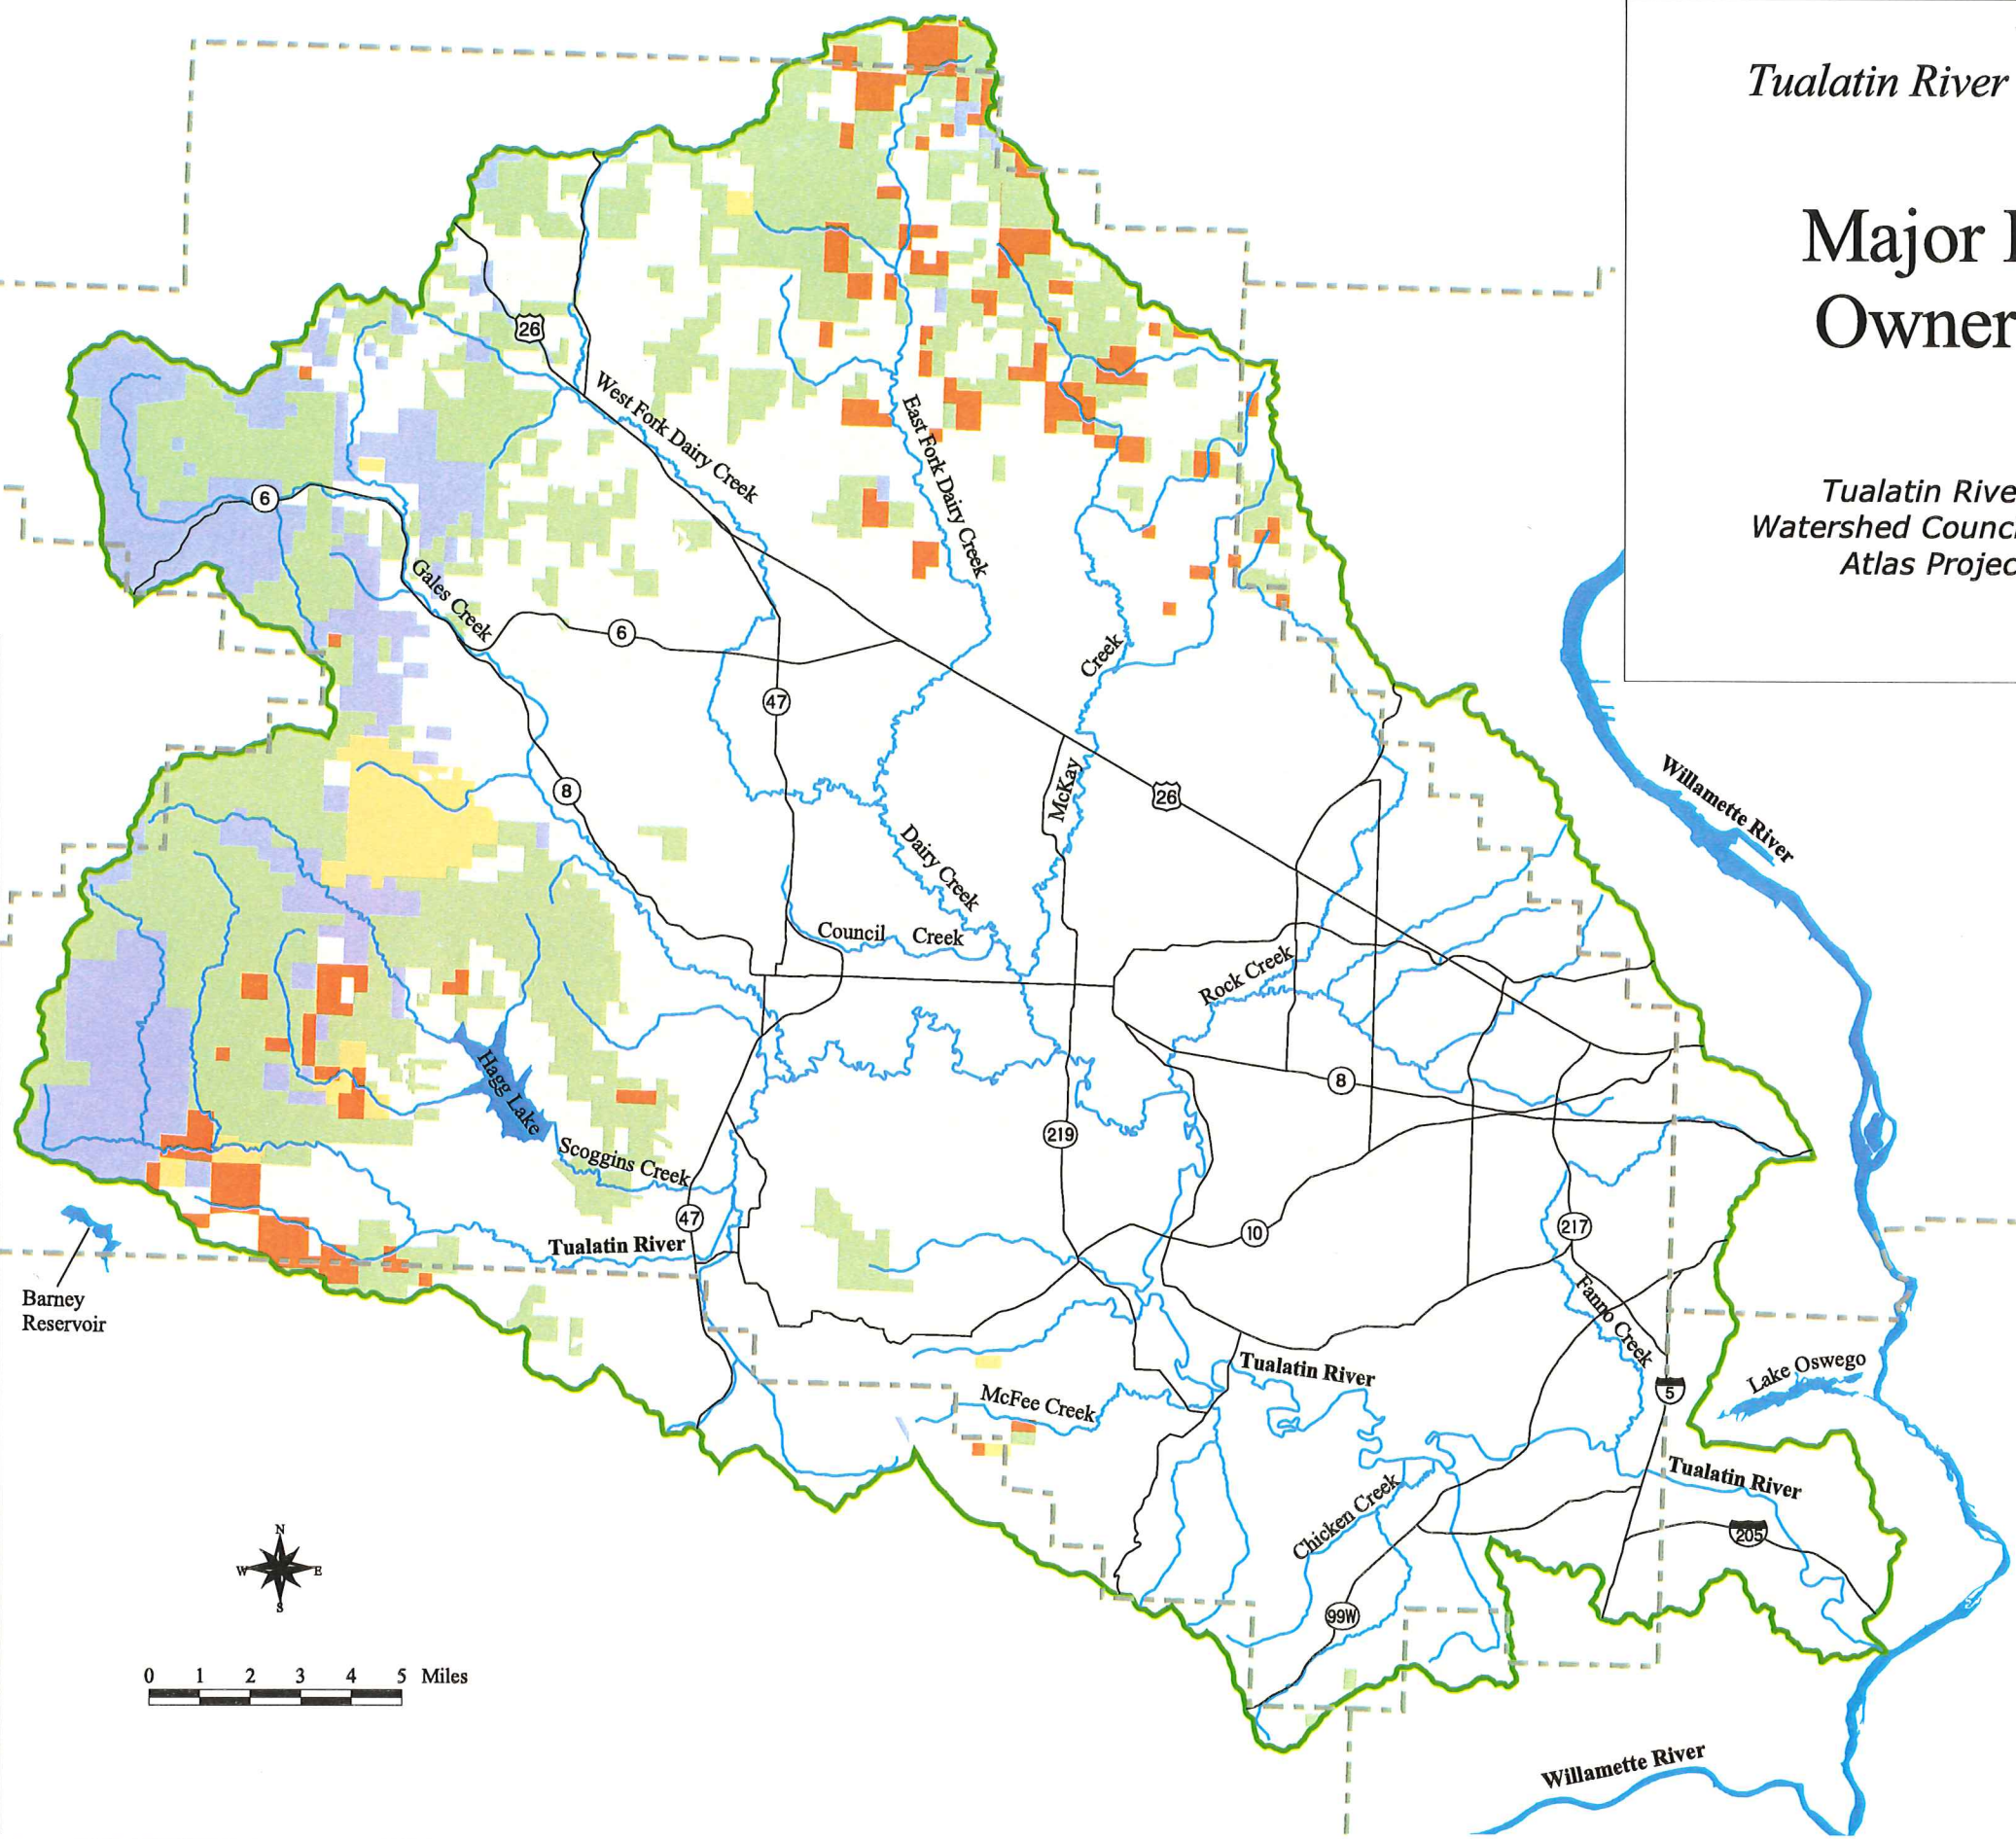 Tualatin River
Major
Owner
Tualatin Rive
Watershed Counc
Atlas Projec
26
West Fork Dairy Creek
East Fork Dairy Creek
6
Gales Creek
6
47
Creek
McKay
26
8
Willamette River
Dairy Creek
Council Creek
Rock Creek
Hagg Lake
8
219
Scoggins Creek
47
10
217
Tualatin River
Barney
Reservoir
Fanno Creek
Tualatin River
Lake Oswego
5
McFee Creek
Tualatin River
Chicken Creek
205
N
W E
S
99W
0 1 2 3 4 5 Miles
Willamette River